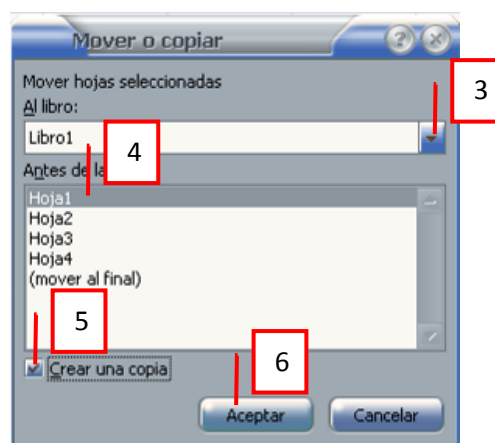 Mover o copiar
Mover hojas seleccionadas
3
Al libro:
Libro1
4
Antes de la
Hoja1
Hoja2
Hoja3
Hoja4
(mover al final)
5
6
Crear una copia
Aceptar Cancelar